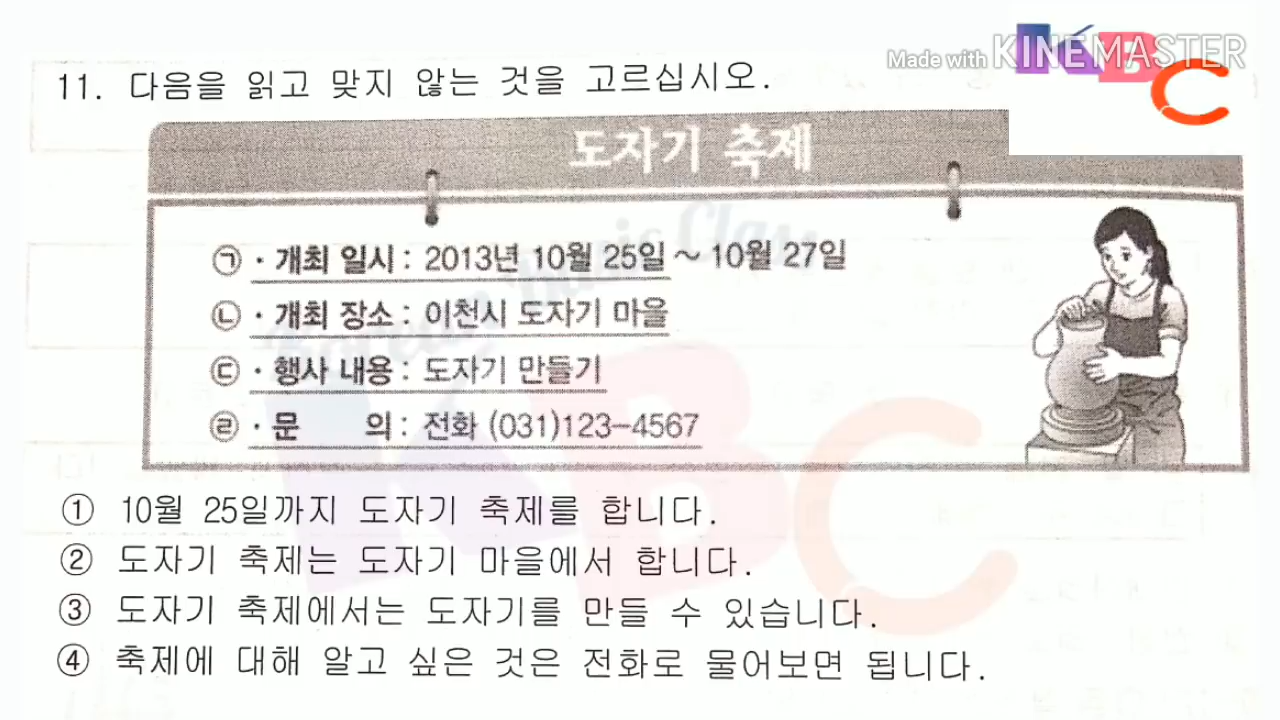 Made with KINEMASTER
KBC
11. 다음을 읽고 맞지 않는 것을 고르십시오.
도자기 축제
㉠ · 개최 일시 : 2013년 10월 25일 ~ 10월 27일
㉡ · 개최 장소 : 이천시 도자기 마을
㉢ · 행사 내용 : 도자기 만들기
㉣ · 문 의 : 전화 (031)123-4567
① 10월 25일까지 도자기 축제를 합니다.
② 도자기 축제는 도자기 마을에서 합니다.
③ 도자기 축제에서는 도자기를 만들 수 있습니다.
④ 축제에 대해 알고 싶은 것은 전화로 물어보면 됩니다.
KBC